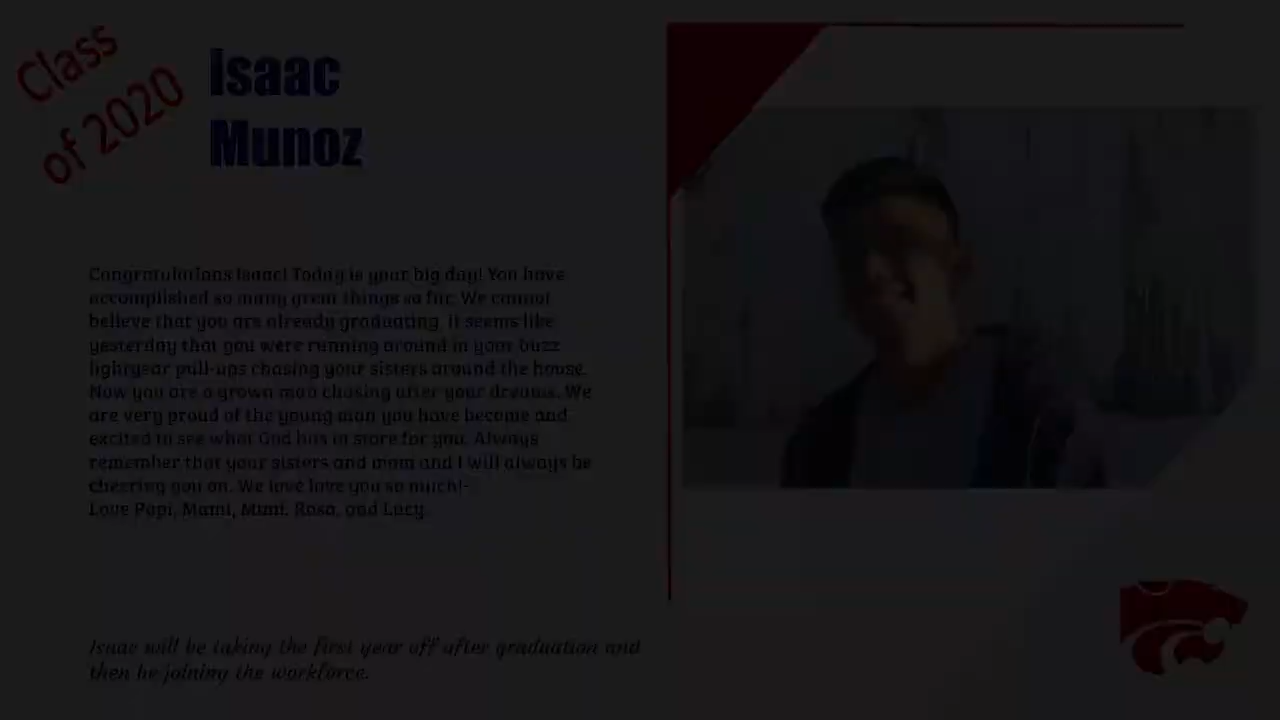 Class
of 2020
Isaac
Munoz
Congratulations Isaac! Today is your big day! You have
accomplished so many great things so far. We cannot
believe that you are already graduating, it seems like
yesterday that you were running around in your buzz
lightyear pull-ups chasing your sisters around the house.
Now you are a grown man chasing after your dreams. We
are very proud of the young man you have become and
excited to see what God has in store for you. Always
remember that your sisters and mom and I will always be
cheering you on. We love love you so much!-
Love Papi, Mami, Mimi, Rosa, and Lucy.
Isaac will be taking the first year off after graduation and
then be joining the workforce.